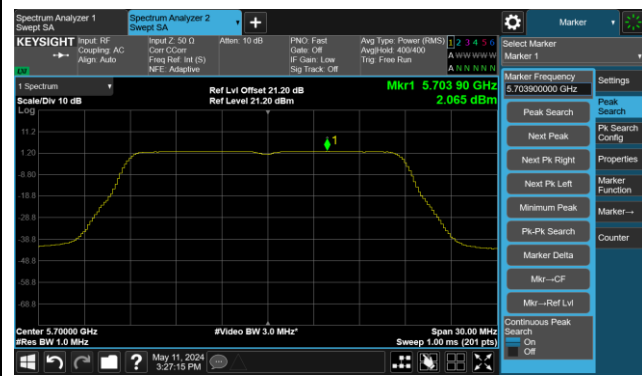 Spectrum Analyzer 1
Swept SA
Spectrum Analyzer 2
Swept SA
Marker
KEYSIGHT
Input: RF
Coupling: AC
Align: Auto
Input Z: 50 Ω
Corr CCorr
Freq Ref: Int (S)
NFE: Adaptive
Atten: 10 dB
PNO: Fast
Gate: Off
IF Gain: Low
Sig Track: Off
Avg Type: Power (RMS)
Avg|Hold: 400/400
Trig: Free Run
1 2 3 4 5 6
A W W W W W
A N N N N N
Select Marker
Marker 1
1 Spectrum
Scale/Div 10 dB
Log
Ref Lvl Offset 21.20 dB
Ref Level 21.20 dBm
Mkr1 5.703 90 GHz
2.065 dBm
11.2
1.20
-8.80
-18.8
-28.8
-38.8
-48.8
-58.8
-68.8
1
Center 5.70000 GHz
#Res BW 1.0 MHz
#Video BW 3.0 MHz*
Span 30.00 MHz
Sweep 1.00 ms (201 pts)
Marker Frequency
5.703900000 GHz
Peak Search
Next Peak
Next Pk Right
Next Pk Left
Minimum Peak
Pk-Pk Search
Marker Delta
Mkr→CF
Mkr→Ref Lvl
Continuous Peak
Search
On
Off
Settings
Peak
Search
Pk Search
Config
Properties
Marker
Function
Marker→
Counter
May 11, 2024
3:27:15 PM